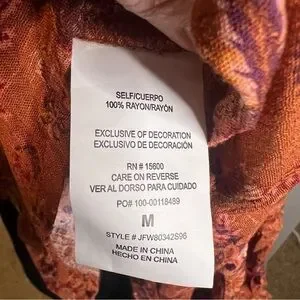 SELF/CUERPO
100% RAYON/RAYÓN
EXCLUSIVE OF DECORATION
EXCLUSIVO DE DECORACIÓN
RN # 15600
CARE ON REVERSE
VER AL DORSO PARA CUIDADO
PO# 100-00118489
M
STYLE # JFW80342S96
MADE IN CHINA
HECHO EN CHINA